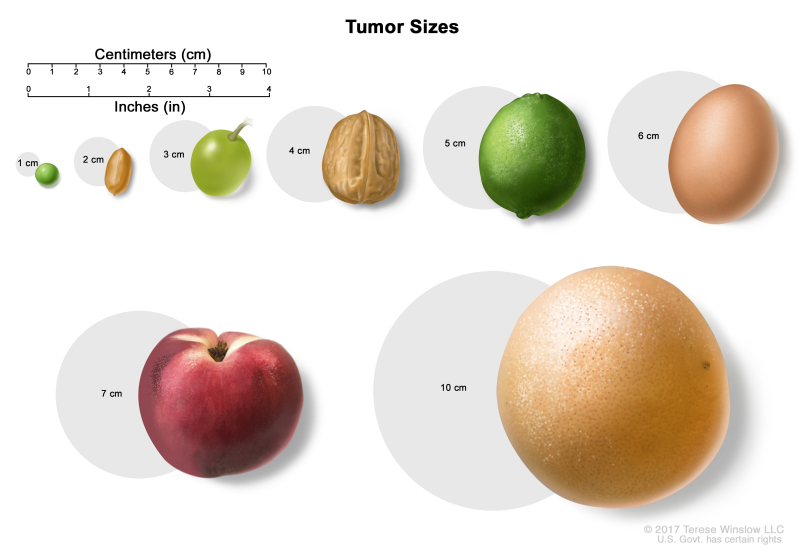 Tumor Sizes
Centimeters (cm)
0 1 2 3 4 5 6 7 8 9 10
0 1 2 3 4
Inches (in)
1 cm
2 cm
3 cm
4 cm
5 cm
6 cm
7 cm
10 cm
© 2017 Terese Winslow LLC
U.S. Govt. has certain rights